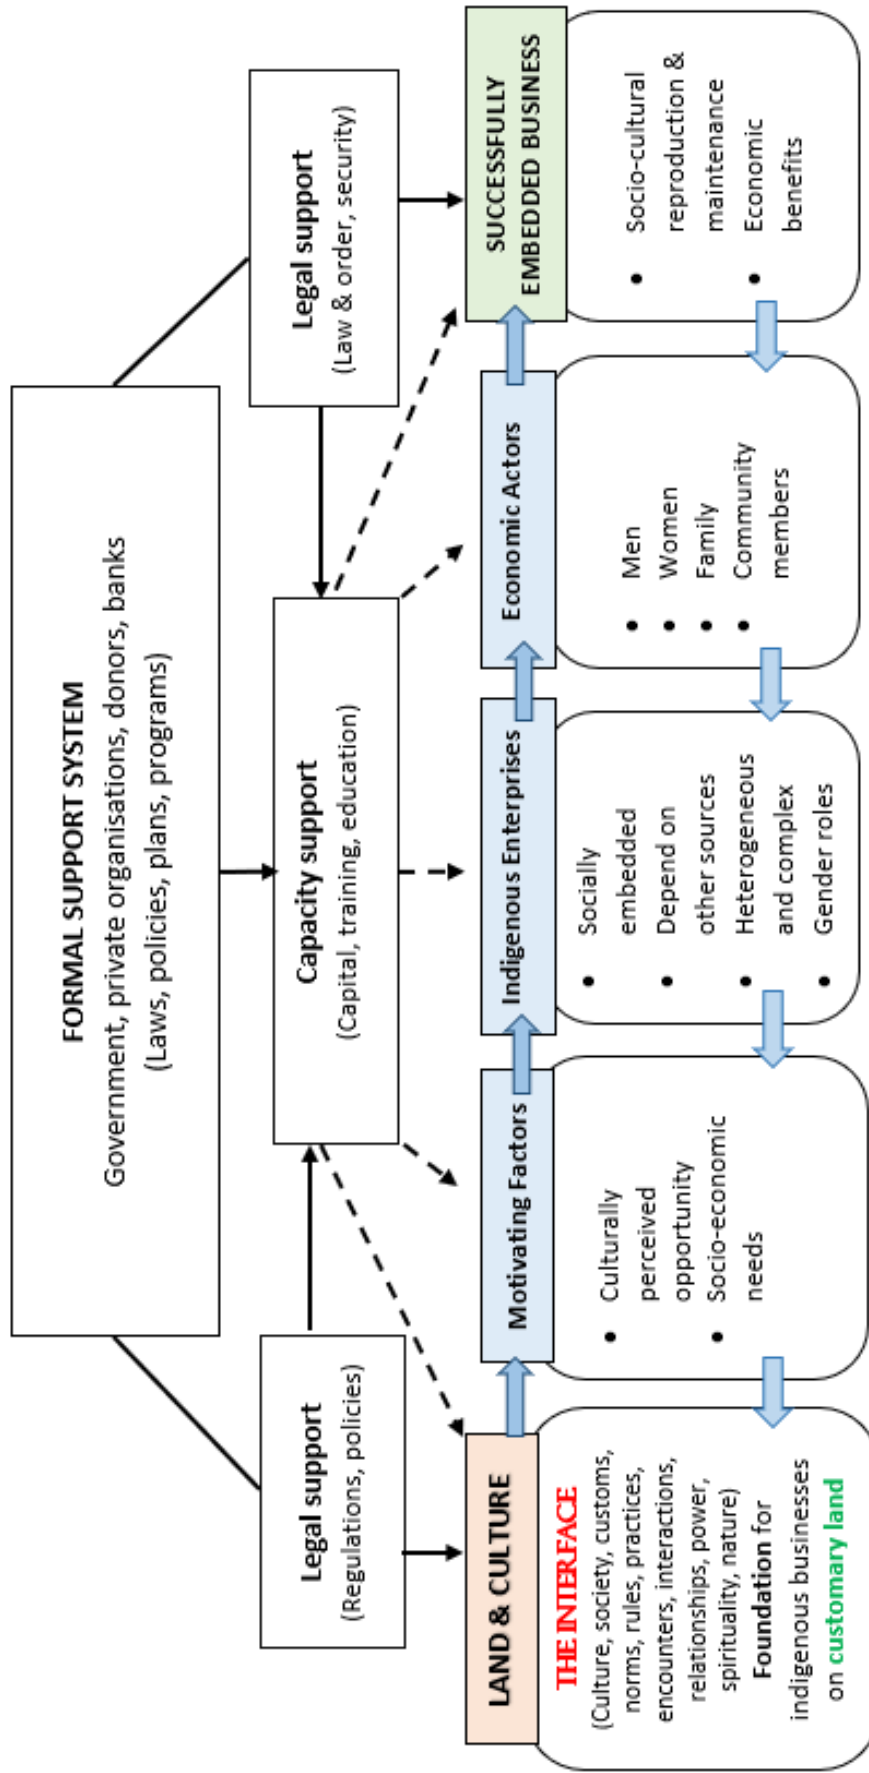 FORMAL SUPPORT SYSTEM
Government, private organisations, donors, banks
(Laws, policies, plans, programs)
Legal support
(Regulations, policies)
Capacity support
(Capital, training, education)
Legal support
(Law & order, security)
LAND & CULTURE
THE INTERFACE
(Culture, society, customs,
norms, rules, practices,
encounters, interactions,
relationships, power,
spirituality, nature)
Foundation for
indigenous businesses
on customary land
Motivating Factors
• Culturally
perceived
opportunity
• Socio-economic
needs
Indigenous Enterprises
• Socially
embedded
• Depend on
other sources
• Heterogeneous
and complex
• Gender roles
Economic Actors
• Men
• Women
• Family
• Community
members
SUCCESSFULLY
EMBEDDED BUSINESS
• Socio-cultural
reproduction &
maintenance
• Economic
benefits